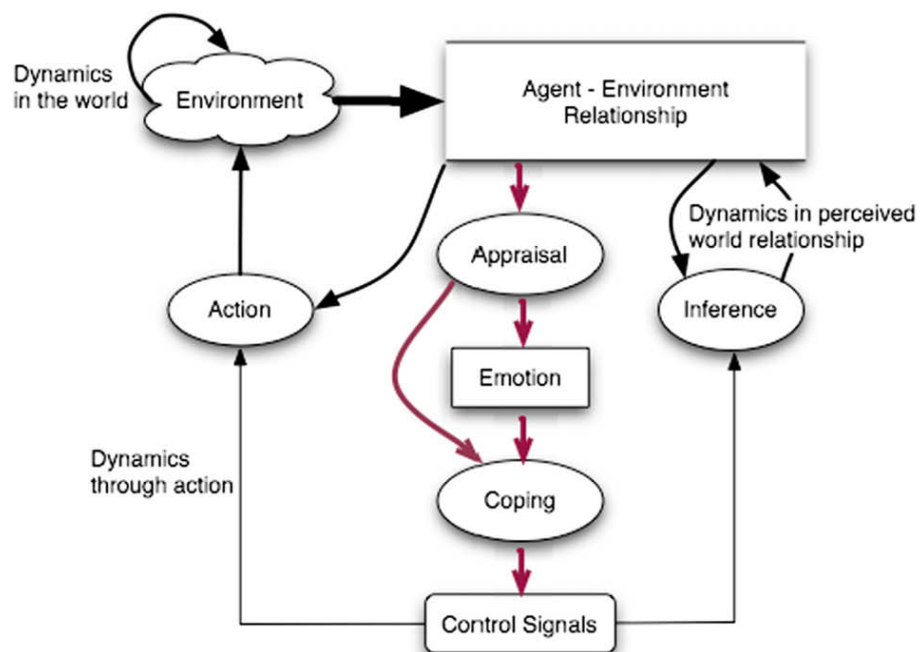 Dynamics
in the world
Environment
Agent - Environment
Relationship
Dynamics in perceived
world relationship
Appraisal
Action
Inference
Emotion
Dynamics
through action
Coping
Control Signals